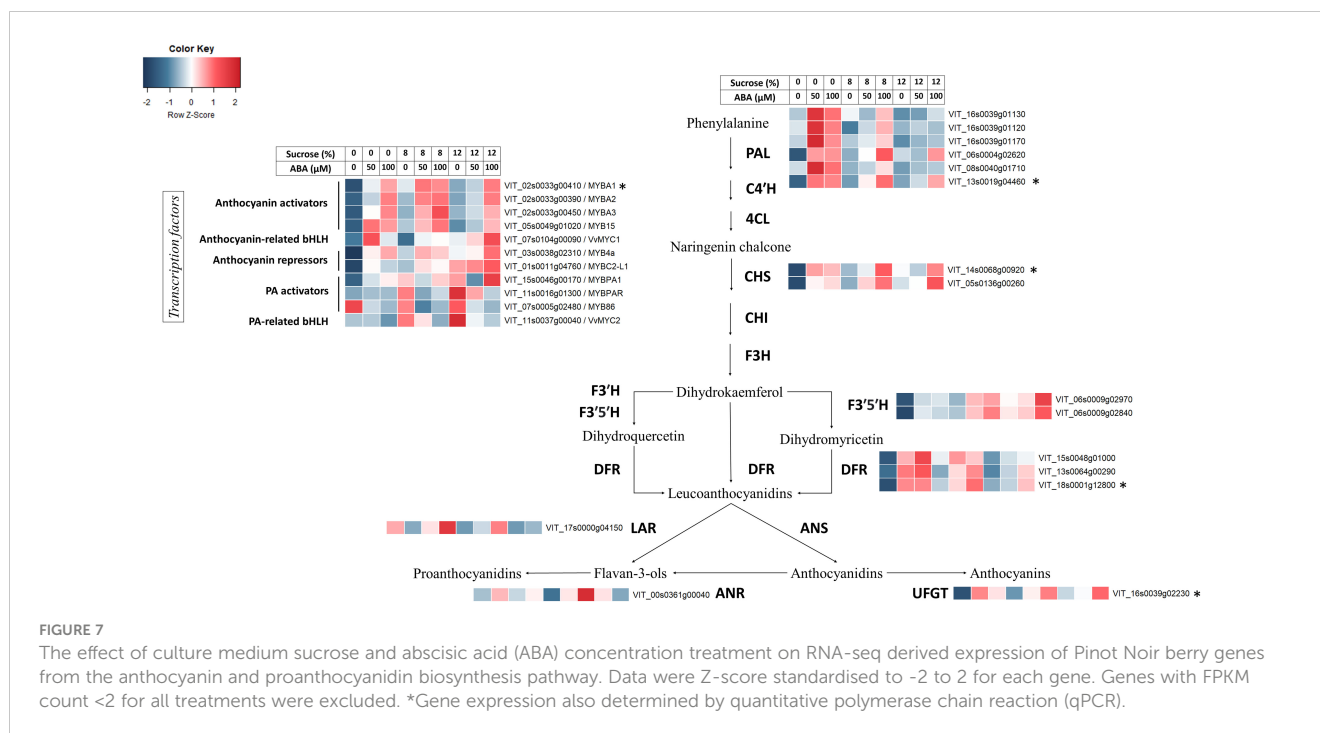 Color Key
-2 -1 0 1 2
Row Z-Score
Sucrose (%) 0 0 0 8 8 8 12 12 12
ABA (µM) 0 50 100 0 50 100 0 50 100
Phenylalanine
VIT_16s0039g01130
VIT_16s0039g01120
VIT_16s0039g01170
PAL
VIT_06s0004g02620
VIT_08s0040g01710
VIT_13s0019g04460 *
C4'H
4CL
Naringenin chalcone
CHS
VIT_14s0068g00920 *
VIT_05s0136g00260
CHI
F3H
Sucrose (%) 0 0 0 8 8 8 12 12 12
ABA (µM) 0 50 100 0 50 100 0 50 100
Transcription factors
Anthocyanin activators
VIT_02s0033g00410 / MYBA1 *
VIT_02s0033g00390 / MYBA2
VIT_02s0033g00450 / MYBA3
VIT_05s0049g01020 / MYB15
Anthocyanin-related bHLH
VIT_07s0104g00090 / VvMYC1
Anthocyanin repressors
VIT_03s0038g02310 / MYB4a
VIT_01s0011g04760 / MYBC2-L1
PA activators
VIT_15s0046g00170 / MYBPA1
VIT_11s0016g01300 / MYBPAR
VIT_07s0005g02480 / MYB86
PA-related bHLH
VIT_11s0037g00040 / VvMYC2
F3'H
F3'5'H
Dihydrokaemferol
F3'5'H
VIT_06s0009g02970
VIT_06s0009g02840
Dihydroquercetin
Dihydromyricetin
DFR
DFR
DFR
VIT_15s0048g01000
VIT_13s0064g00290
VIT_18s0001g12800 *
Leucoanthocyanidins
VIT_17s0000g04150
LAR
ANS
Proanthocyanidins
Flavan-3-ols
Anthocyanidins
Anthocyanins
VIT_00s0361g00040
ANR
UFGT
VIT_16s0039g02230 *
FIGURE 7
The effect of culture medium sucrose and abscisic acid (ABA) concentration treatment on RNA-seq derived expression of Pinot Noir berry genes
from the anthocyanin and proanthocyanidin biosynthesis pathway. Data were Z-score standardised to -2 to 2 for each gene. Genes with FPKM
count <2 for all treatments were excluded. *Gene expression also determined by quantitative polymerase chain reaction (qPCR).